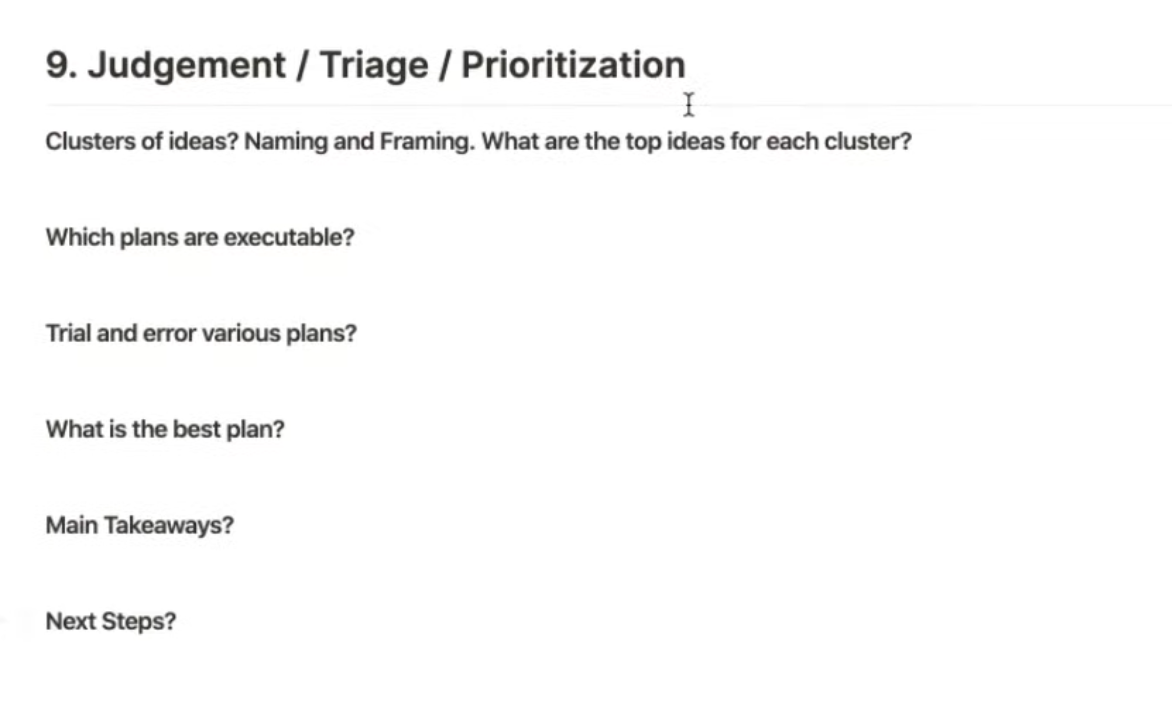 9. Judgement / Triage / Prioritization
Clusters of ideas? Naming and Framing. What are the top ideas for each cluster?
Which plans are executable?
Trial and error various plans?
What is the best plan?
Main Takeaways?
Next Steps?